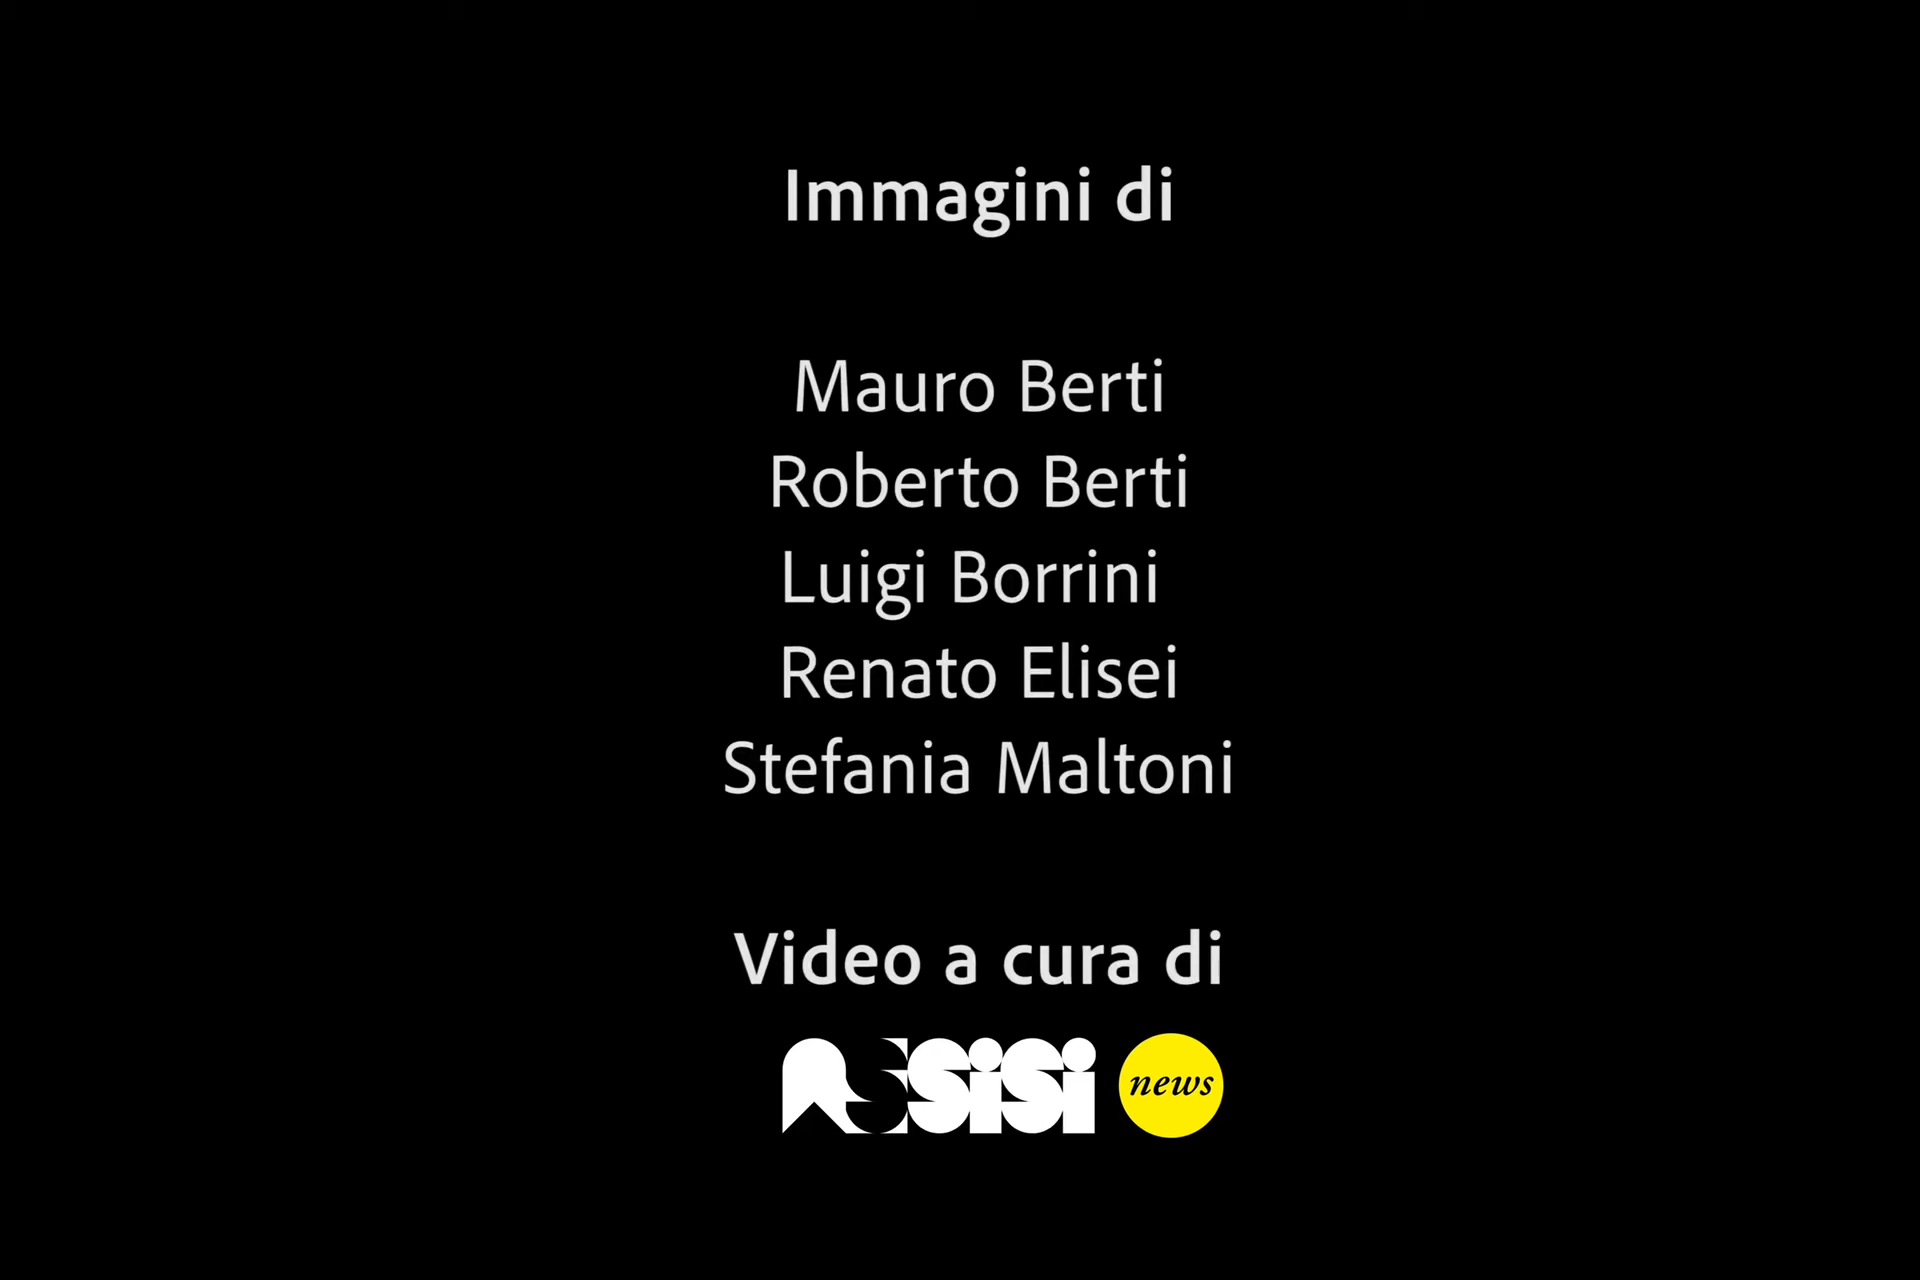 Immagini di
Mauro Berti
Roberto Berti
Luigi Borrini
Renato Elisei
Stefania Maltoni
Video a cura di
ASSiSi news